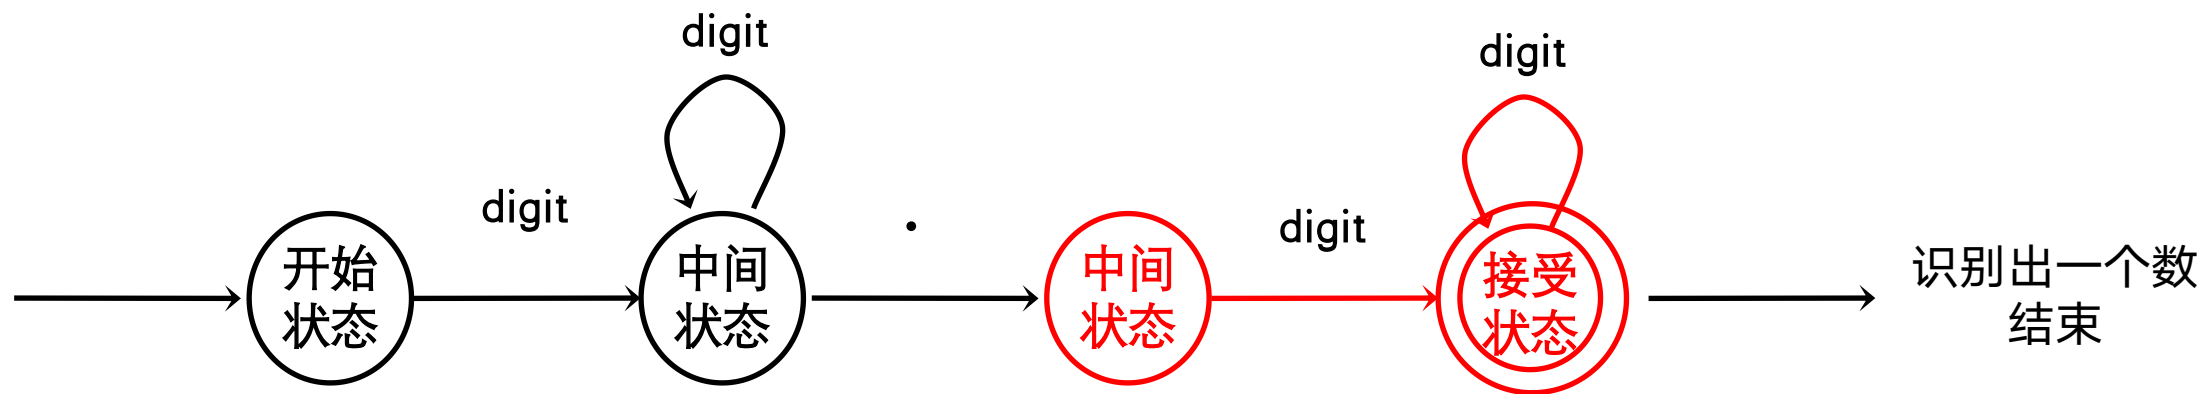 digit
digit
digit
.
digit
开始
状态
中间
状态
中间
状态
接受
状态
识别出一个数
结束